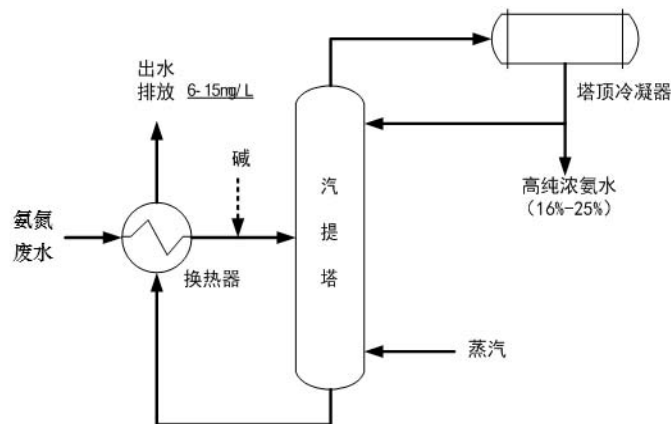 出水
排放 6-15mg/L
塔顶冷凝器
碱
汽
提
塔
高纯浓氨水
（16%-25%）
氨氮
废水
换热器
蒸汽